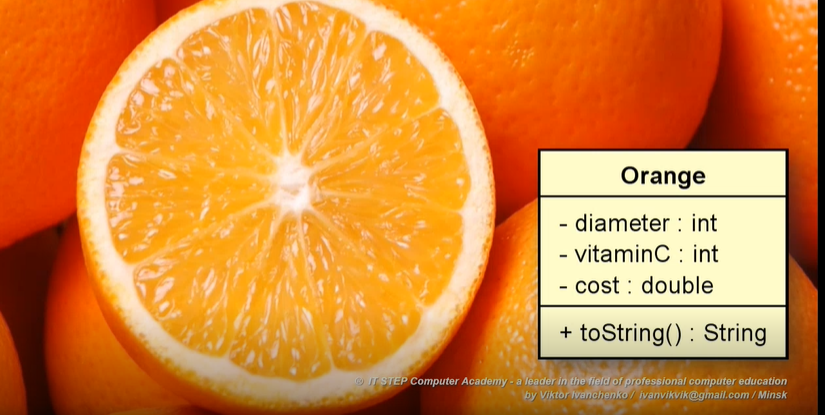 Orange
- diameter : int
- vitaminC : int
- cost : double
+ toString() : String
© IT STEP Computer Academy - a leader in the field of professional computer education
by Viktor Ivanchenko / ivanvikvik@gmail.com / Minsk